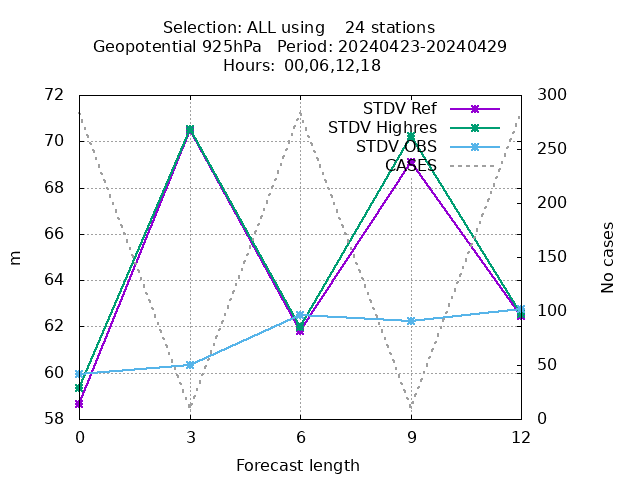 Selection: ALL using    24 stations
Geopotential 925hPa   Period: 20240423-20240429
Hours: 00,06,12,18
STDV Ref
STDV Highres
STDV OBS
CASES
72
70
68
66
64
62
60
58
m
300
250
200
150
100
50
0
No cases
0 3 6 9 12
Forecast length